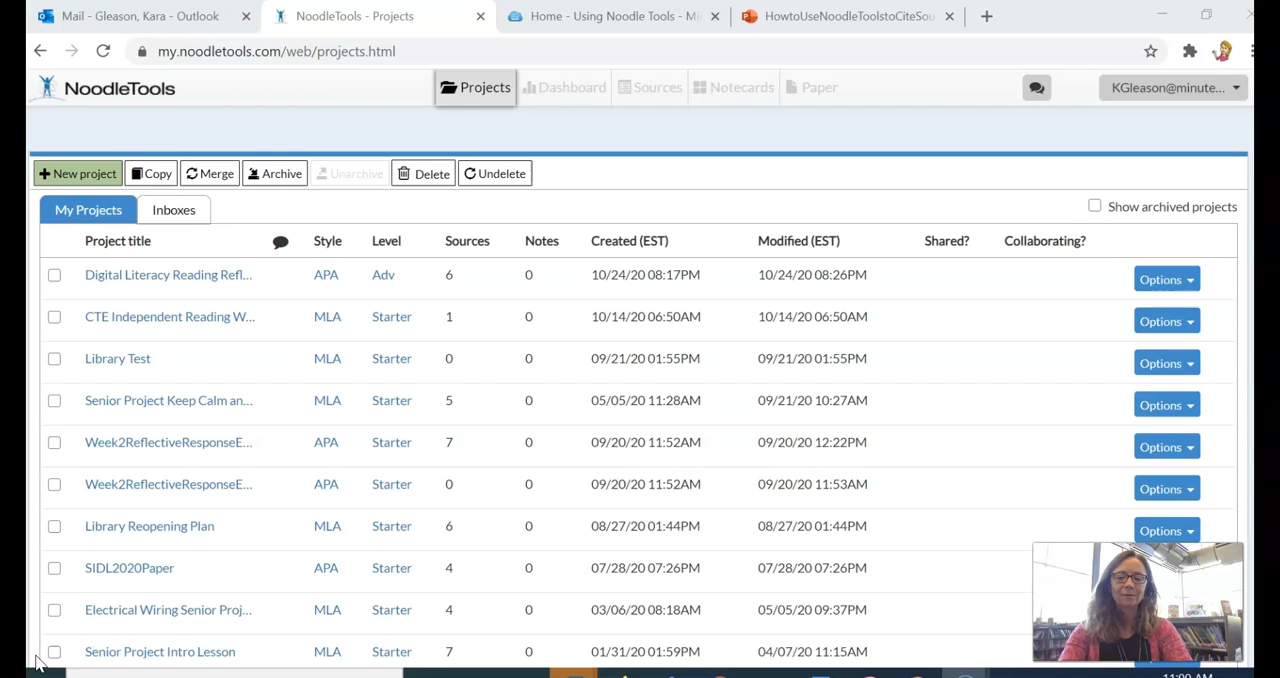 Mail - Gleason, Kara - Outlook
NoodleTools - Projects
Home - Using Noodle Tools - Mi
HowtoUseNoodleToolstoCiteSou
my.noodletools.com/web/projects.html
NoodleTools
Projects
Dashboard
Sources
Notecards
Paper
KGleason@minute...
New project
Copy
Merge
Archive
Unarchive
Delete
Undelete
My Projects
Inboxes
Show archived projects
Project title Style Level Sources Notes Created (EST) Modified (EST) Shared? Collaborating?
Digital Literacy Reading Refl... APA Adv 6 0 10/24/20 08:17PM 10/24/20 08:26PM Options
CTE Independent Reading W... MLA Starter 1 0 10/14/20 06:50AM 10/14/20 06:50AM Options
Library Test MLA Starter 0 0 09/21/20 01:55PM 09/21/20 01:55PM Options
Senior Project Keep Calm an... MLA Starter 5 0 05/05/20 11:28AM 09/21/20 10:27AM Options
Week2ReflectiveResponseE... APA Starter 7 0 09/20/20 11:52AM 09/20/20 12:22PM Options
Week2ReflectiveResponseE... APA Starter 0 0 09/20/20 11:52AM 09/20/20 11:53AM Options
Library Reopening Plan MLA Starter 6 0 08/27/20 01:44PM 08/27/20 01:44PM Options
SIDL2020Paper APA Starter 4 0 07/28/20 07:26PM 07/28/20 07:26PM
Electrical Wiring Senior Proj... MLA Starter 4 0 03/06/20 08:18AM 05/05/20 09:37PM
Senior Project Intro Lesson MLA Starter 7 0 01/31/20 01:59PM 04/07/20 11:15AM